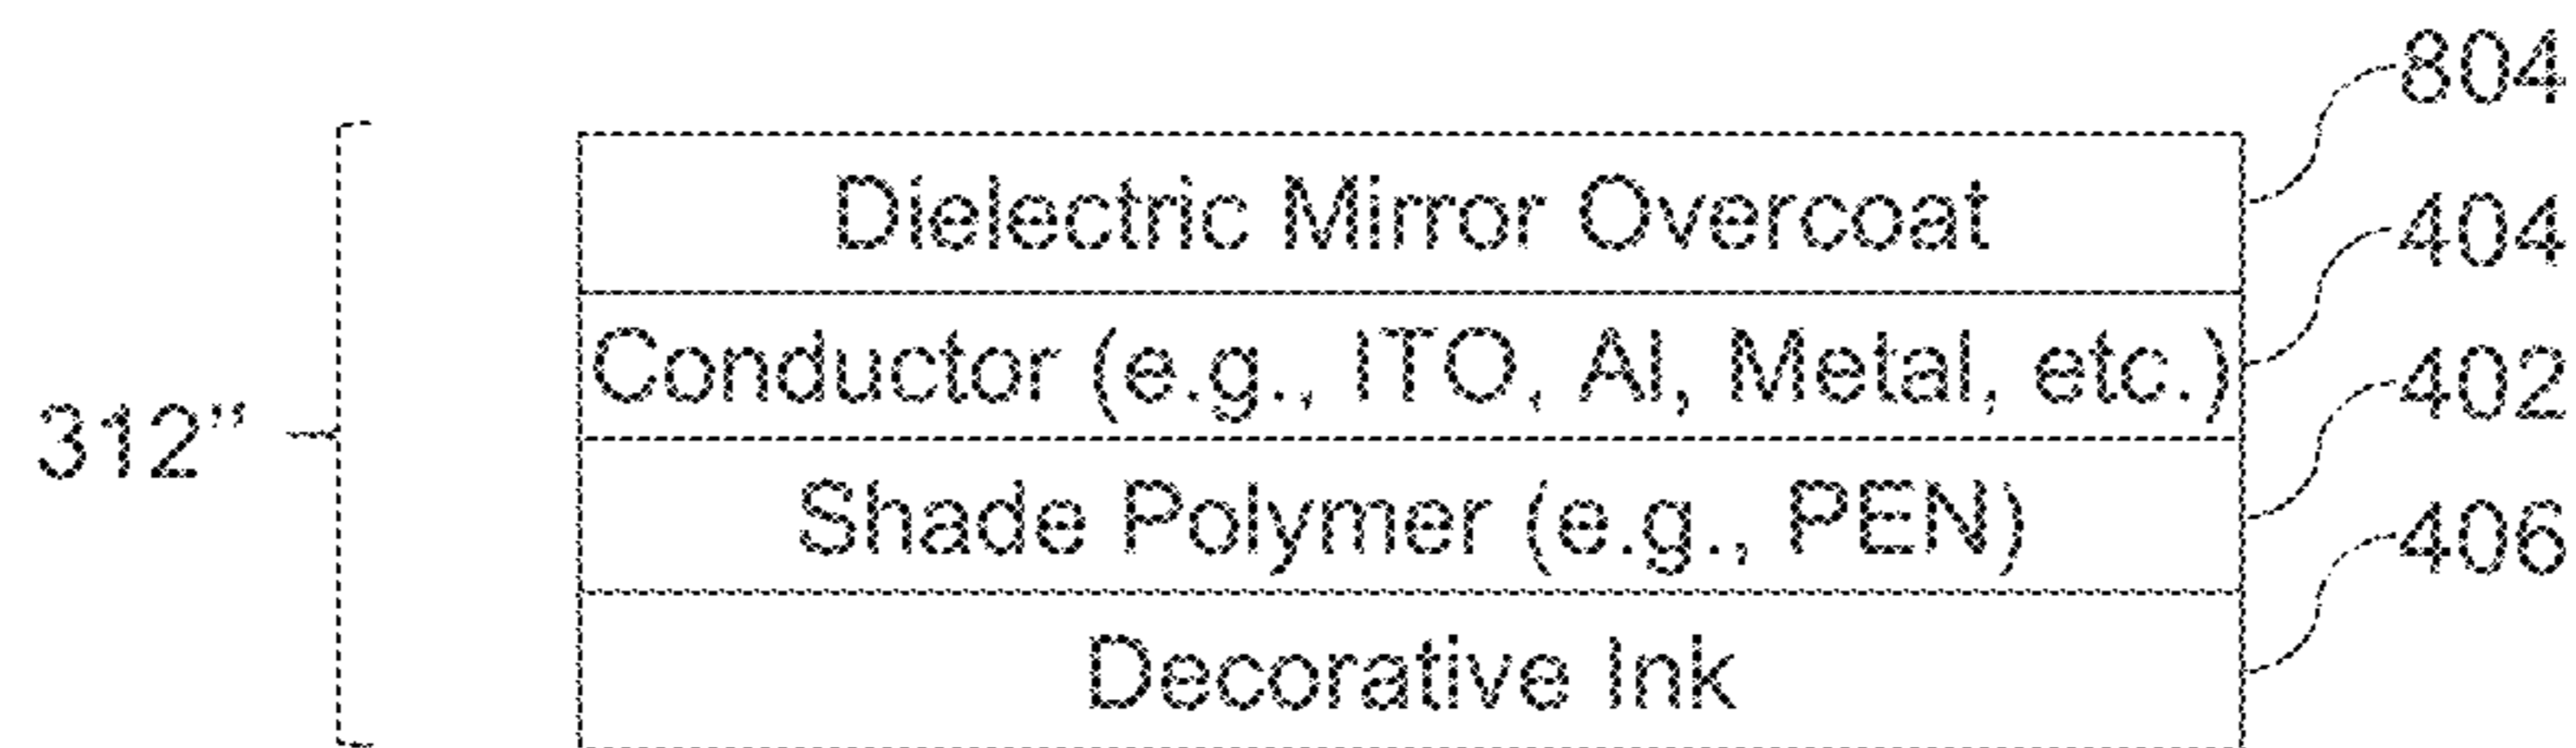 804
Dielectric Mirror Overcoat
404
Conductor (e.g., ITO, Al, Metal, etc.)
402
312”
Shade Polymer (e.g., PEN)
406
Decorative Ink